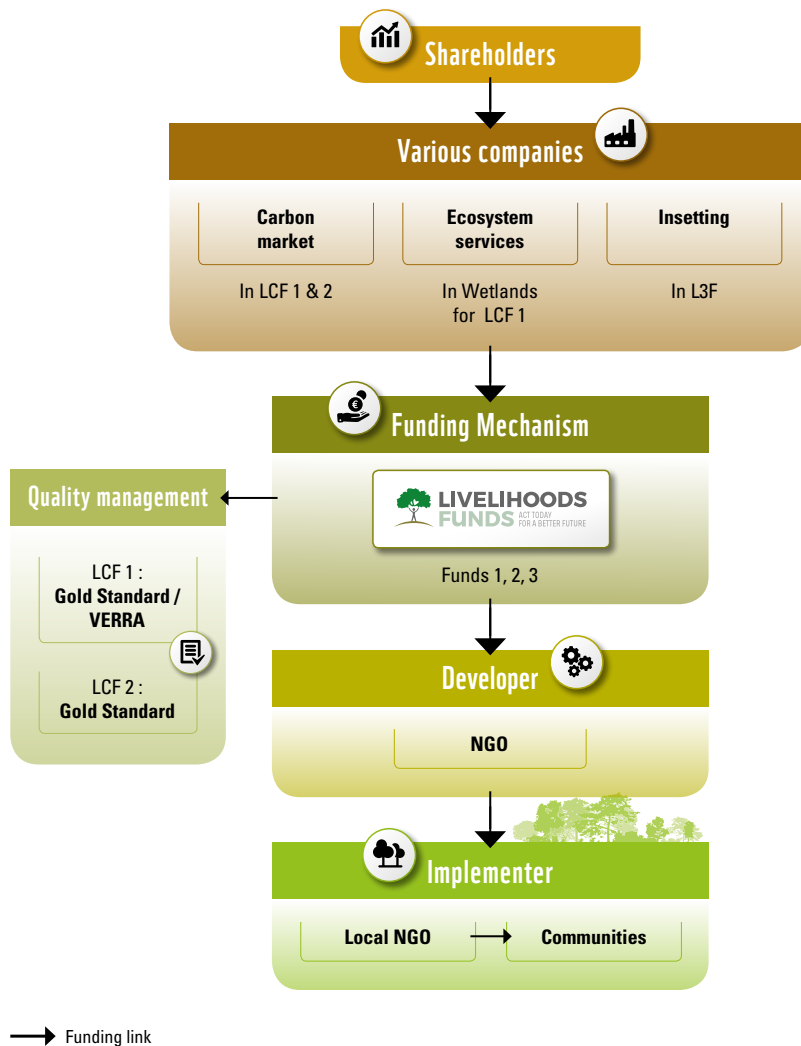 Shareholders
Various companies
Carbon
market
In LCF 1 & 2
Ecosystem
services
In Wetlands
for LCF 1
Insetting
In L3F
Funding Mechanism
LIVELIHOODS
FUNDS
ACT TODAY
FOR A BETTER FUTURE
Funds 1, 2, 3
Quality management
LCF 1 :
Gold Standard /
VERRA
LCF 2 :
Gold Standard
Developer
NGO
Implementer
Local NGO
Communities
Funding link